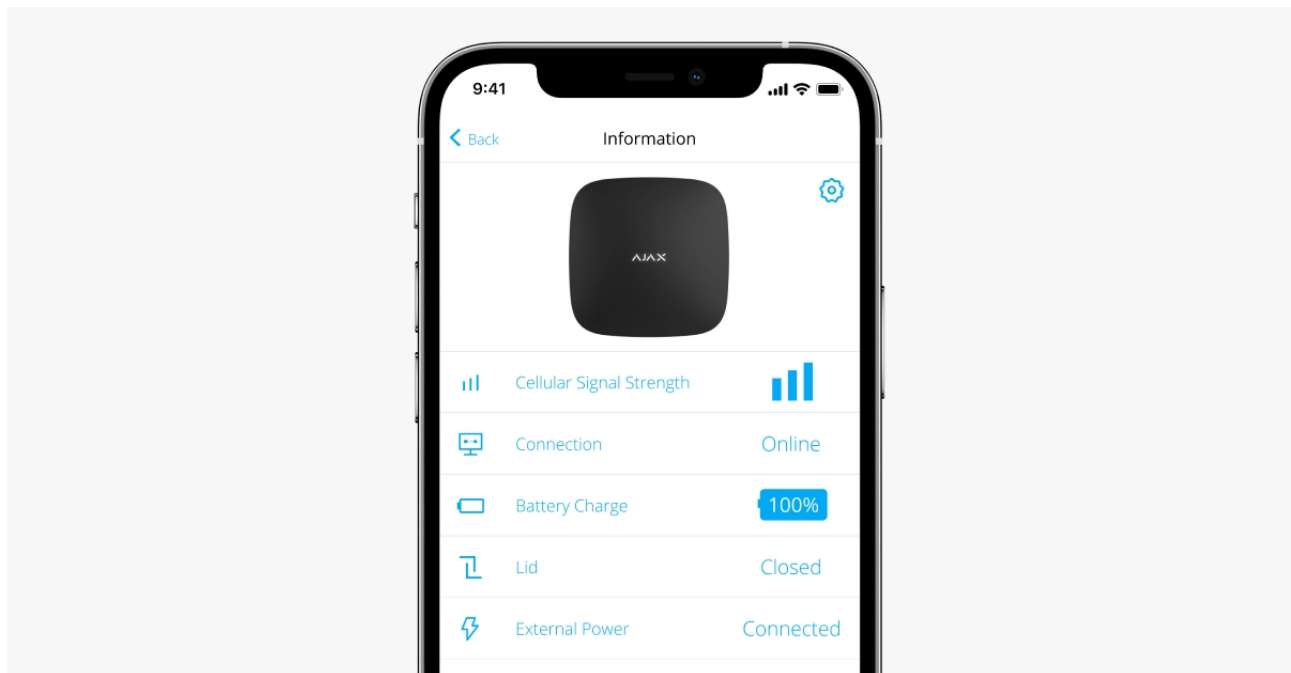 9:41
Back
Information
AJAX
Cellular Signal Strength
Connection Online
Battery Charge 100%
Lid Closed
External Power Connected